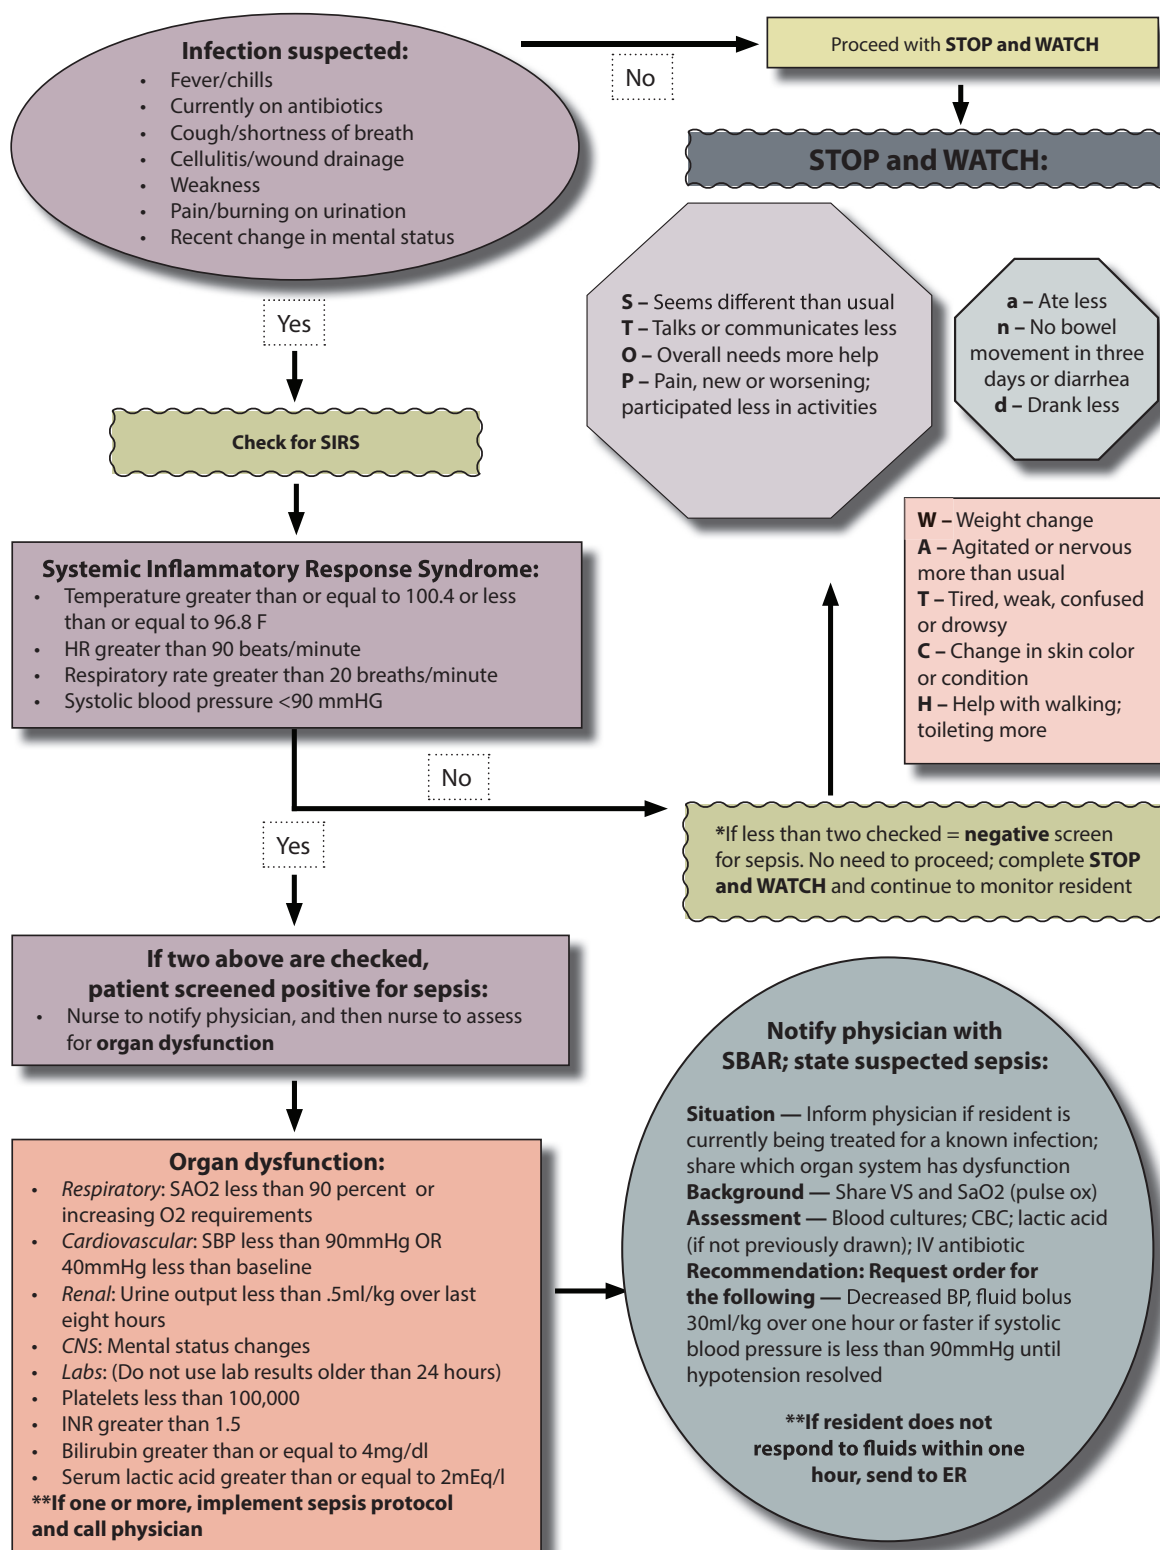 Infection suspected:
• Fever/chills
• Currently on antibiotics
• Cough/shortness of breath
• Cellulitis/wound drainage
• Weakness
• Pain/burning on urination
• Recent change in mental status
No
Proceed with STOP and WATCH
STOP and WATCH:
S – Seems different than usual
T – Talks or communicates less
O – Overall needs more help
P – Pain, new or worsening;
participated less in activities
a – Ate less
n – No bowel
movement in three
days or diarrhea
d – Drank less
W – Weight change
A – Agitated or nervous
more than usual
T – Tired, weak, confused
or drowsy
C – Change in skin color
or condition
H – Help with walking;
toileting more
Yes
Check for SIRS
Systemic Inflammatory Response Syndrome:
• Temperature greater than or equal to 100.4 or less
than or equal to 96.8 F
• HR greater than 90 beats/minute
• Respiratory rate greater than 20 breaths/minute
• Systolic blood pressure <90 mmHG
No
*If less than two checked = negative screen
for sepsis. No need to proceed; complete STOP
and WATCH and continue to monitor resident
Yes
If two above are checked,
patient screened positive for sepsis:
• Nurse to notify physician, and then nurse to assess
for organ dysfunction
Organ dysfunction:
• Respiratory: SAO2 less than 90 percent or
increasing O2 requirements
• Cardiovascular: SBP less than 90mmHg OR
40mmHg less than baseline
• Renal: Urine output less than .5ml/kg over last
eight hours
• CNS: Mental status changes
• Labs: (Do not use lab results older than 24 hours)
• Platelets less than 100,000
• INR greater than 1.5
• Bilirubin greater than or equal to 4mg/dl
• Serum lactic acid greater than or equal to 2mEq/l
**If one or more, implement sepsis protocol
and call physician
Notify physician with
SBAR; state suspected sepsis:
Situation — Inform physician if resident is
currently being treated for a known infection;
share which organ system has dysfunction
Background — Share VS and SaO2 (pulse ox)
Assessment — Blood cultures; CBC; lactic acid
(if not previously drawn); IV antibiotic
Recommendation: Request order for
the following — Decreased BP, fluid bolus
30ml/kg over one hour or faster if systolic
blood pressure is less than 90mmHg until
hypotension resolved
**If resident does not
respond to fluids within one
hour, send to ER